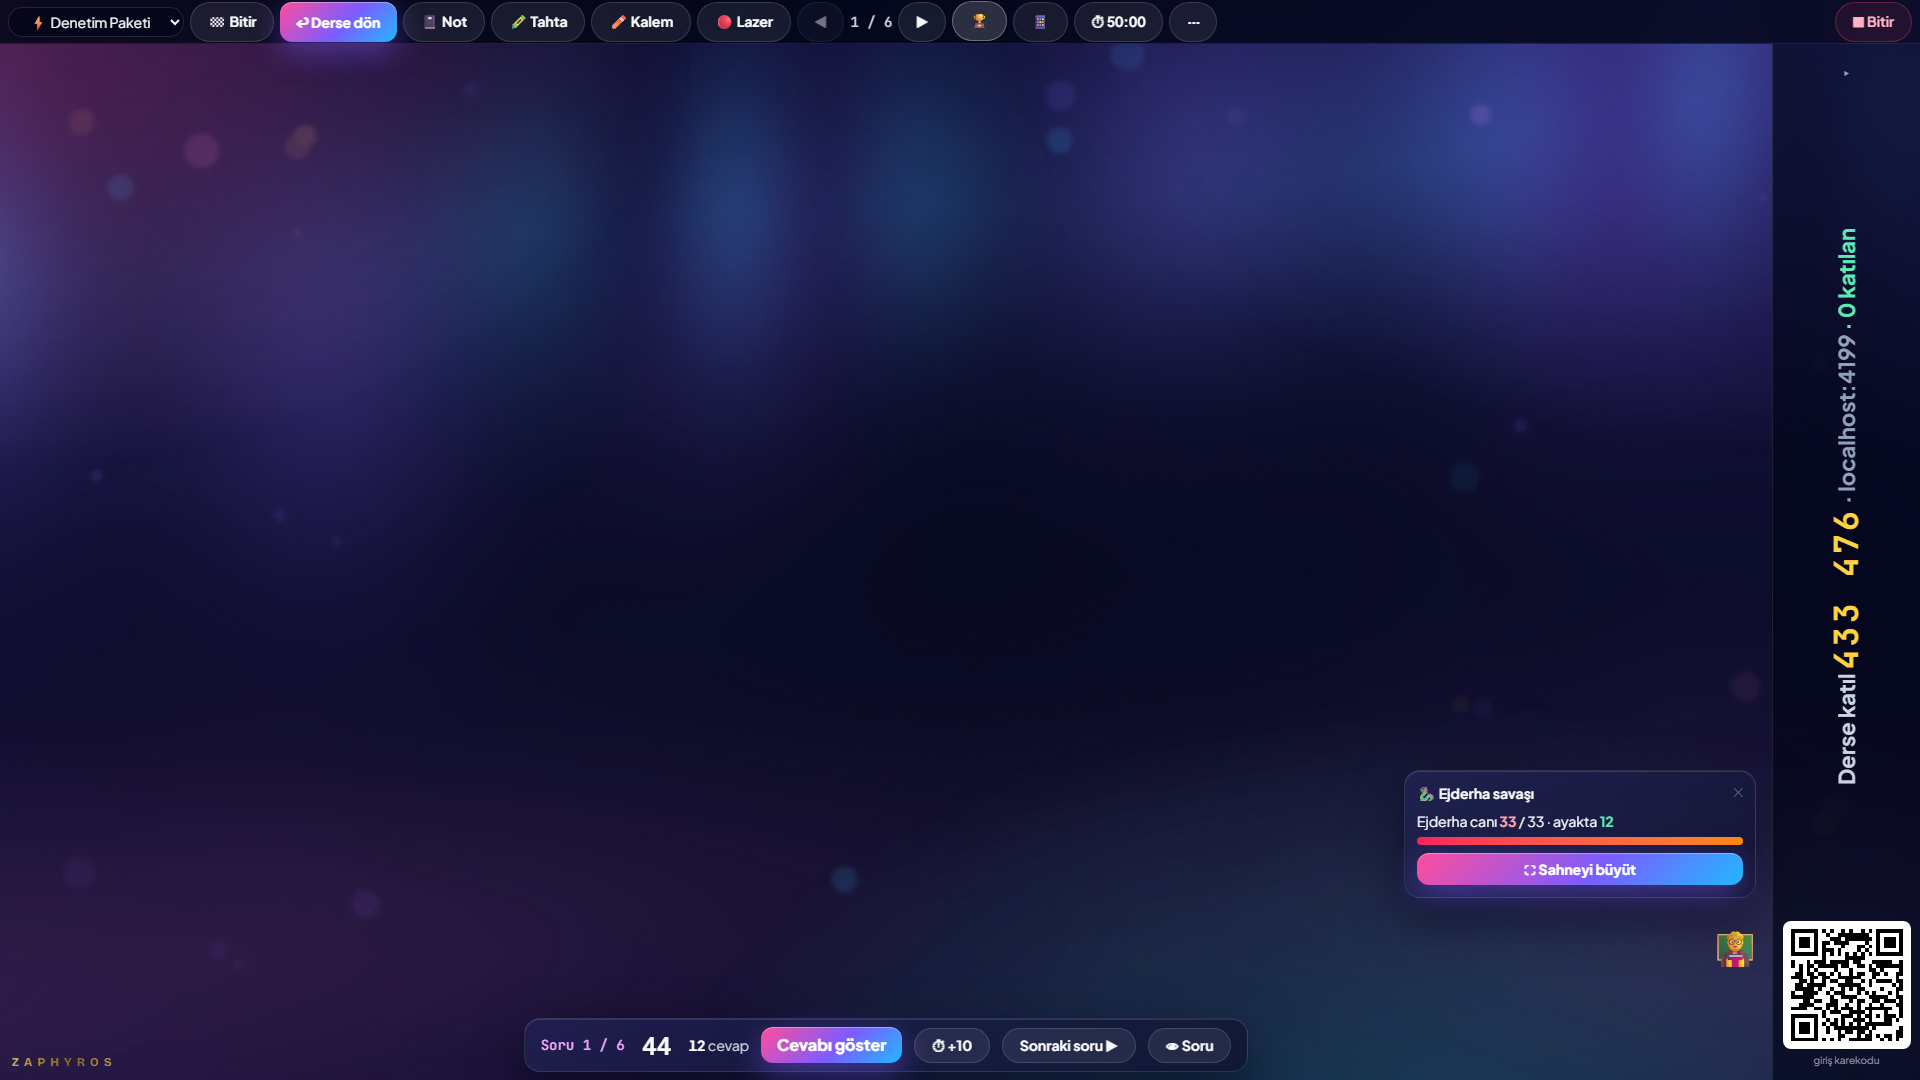 Denetim Paketi
Bitir
Derse dön
Not
Tahta
Kalem
Lazer
1 / 6
50:00
Bitir
Derse katıl 433 476 · localhost:4199 · 0 katılan
Ejderha savaşı
Ejderha canı 33 / 33 · ayakta 12
Sahneyi büyüt
Soru 1 / 6
44
12 cevap
Cevabı göster
+10
Sonraki soru
Soru
ZAPHYROS
giriş karekodu